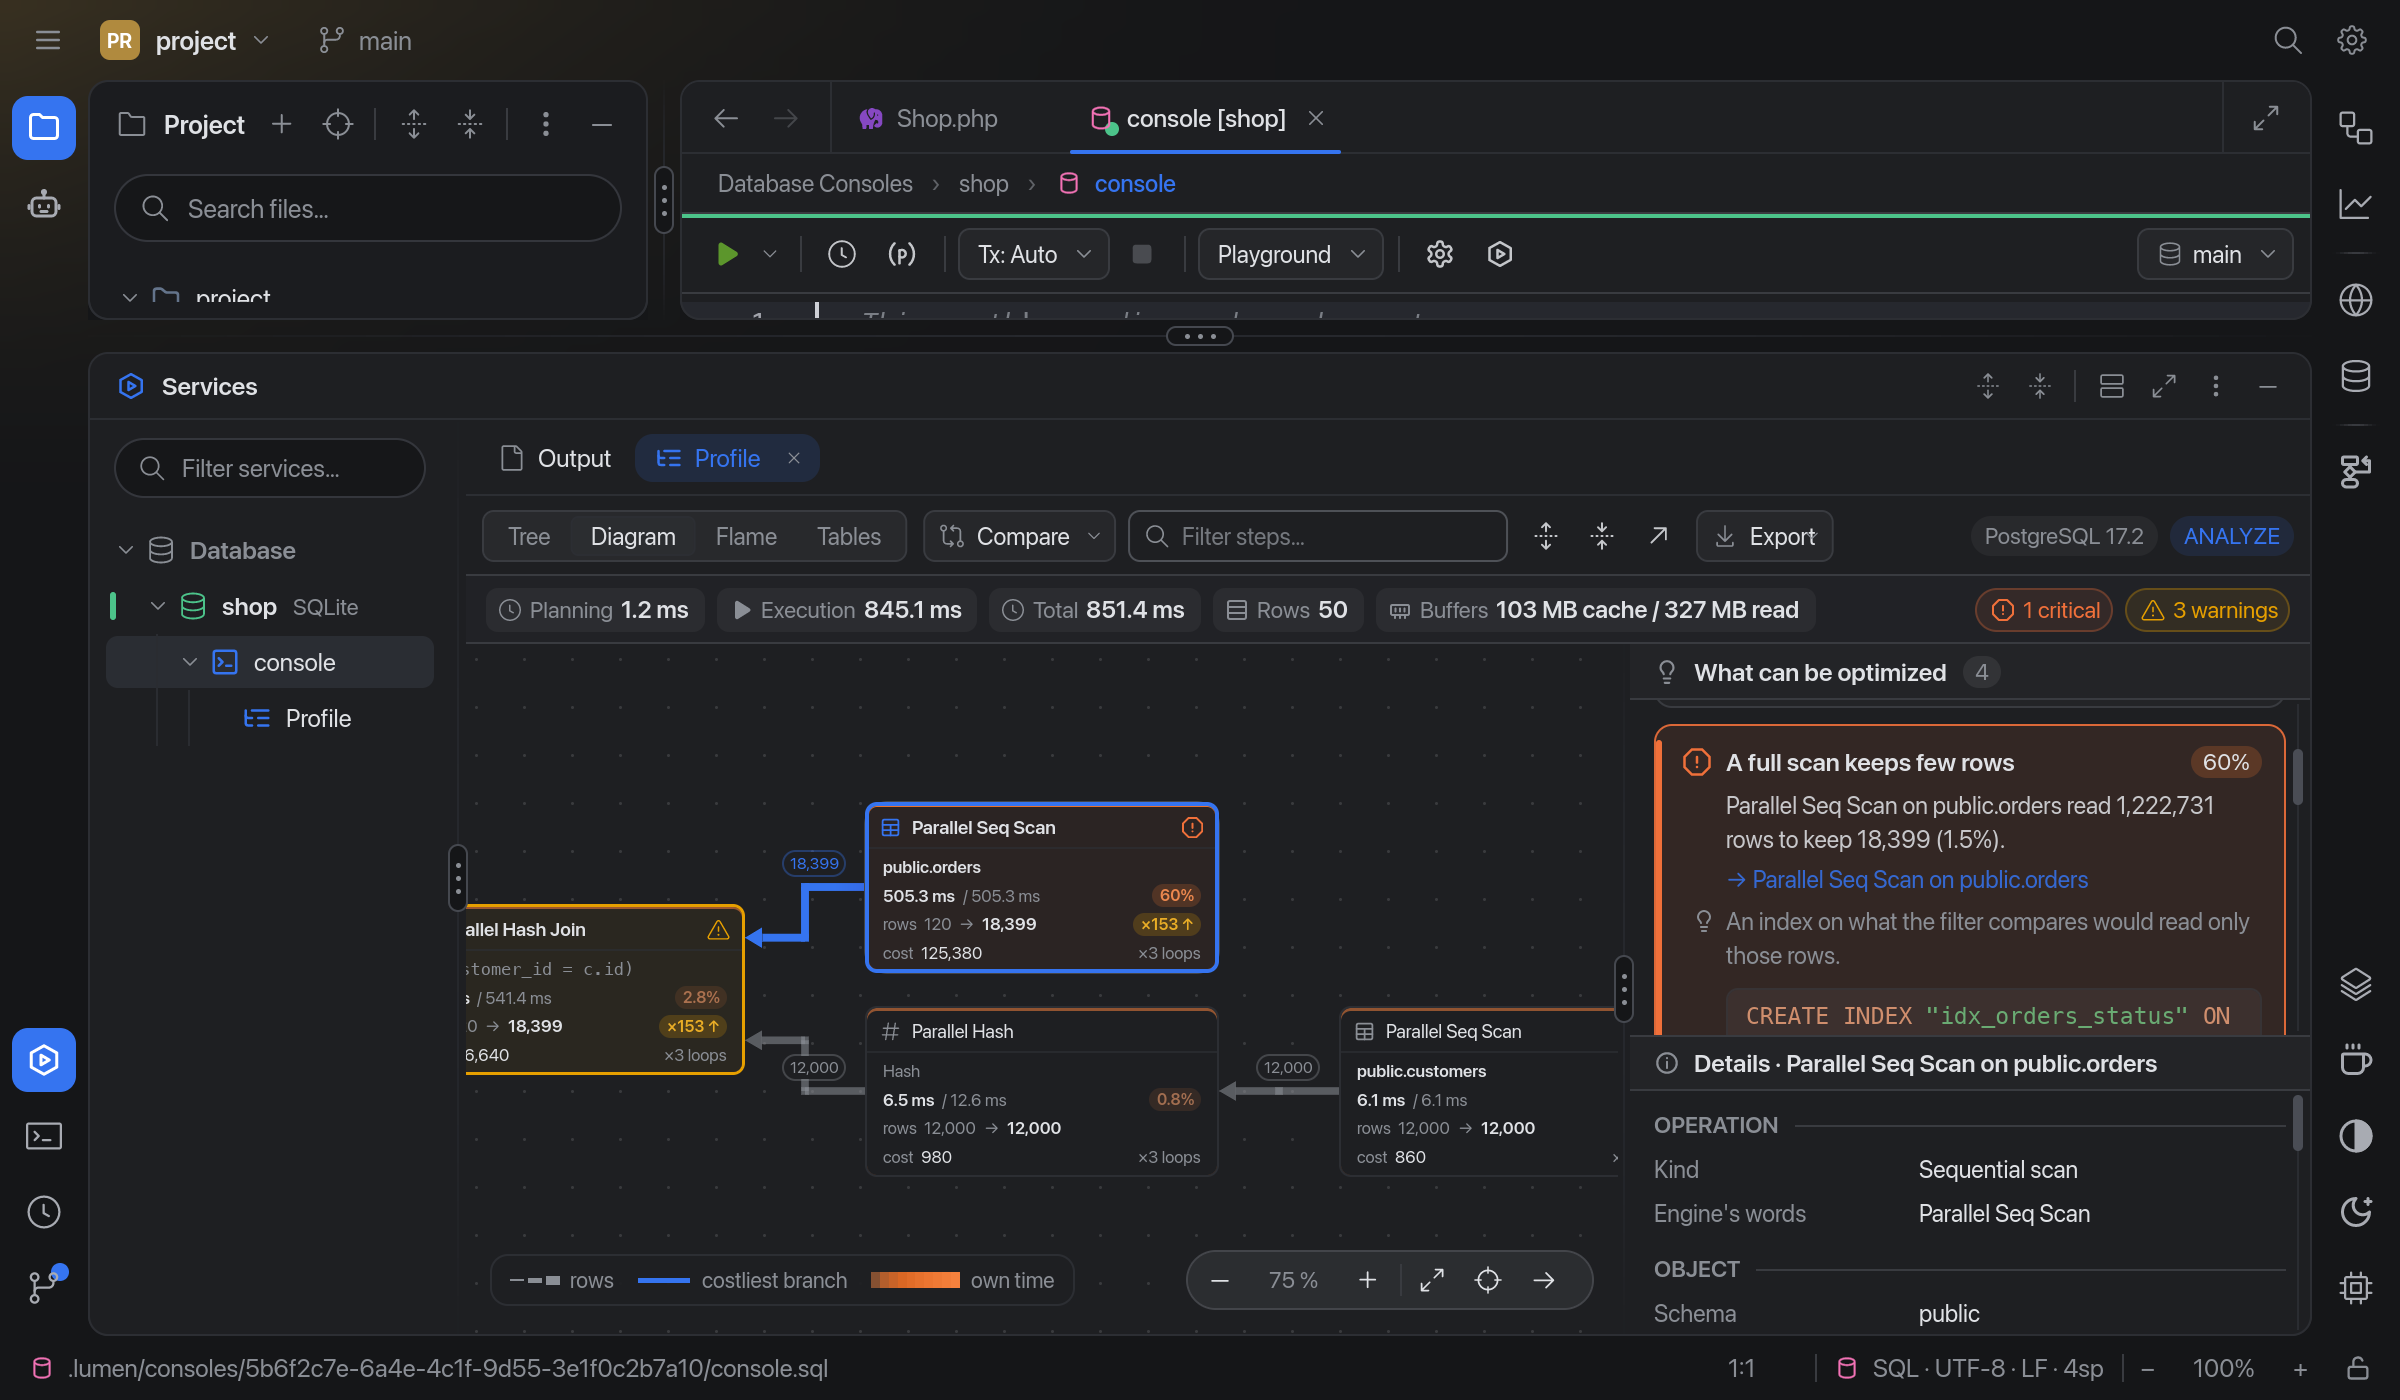 PR project main
Project
Search files...
project
Shop.php console [shop]
Database Consoles › shop › console
(p) Tx: Auto Playground main
1
Services
Filter services...
Database
shop SQLite
console
Profile
Output Profile
Tree Diagram Flame Tables Compare Filter steps... Export PostgreSQL 17.2 ANALYZE
Planning 1.2 ms Execution 845.1 ms Total 851.4 ms Rows 50 Buffers 103 MB cache / 327 MB read 1 critical 3 warnings
allel Hash Join
stomer_id = c.id)
s / 541.4 ms 2.8%
0 → 18,399 ×153 ↑
6,640 ×3 loops
18,399
12,000
Parallel Seq Scan
public.orders
505.3 ms / 505.3 ms 60%
rows 120 → 18,399 ×153 ↑
cost 125,380 ×3 loops
Parallel Hash
Hash
6.5 ms / 12.6 ms 0.8%
rows 12,000 → 12,000
cost 980 ×3 loops
12,000
Parallel Seq Scan
public.customers
6.1 ms / 6.1 ms
rows 12,000 → 12,000
cost 860 ×
rows costliest branch own time
75 %
What can be optimized 4
A full scan keeps few rows 60%
Parallel Seq Scan on public.orders read 1,222,731
rows to keep 18,399 (1.5%).
→ Parallel Seq Scan on public.orders
An index on what the filter compares would read only
those rows.
CREATE INDEX "idx_orders_status" ON
Details · Parallel Seq Scan on public.orders
OPERATION
Kind Sequential scan
Engine's words Parallel Seq Scan
OBJECT
Schema public
.lumen/consoles/5b6f2c7e-6a4e-4c1f-9d55-3e1f0c2b7a10/console.sql
1:1 SQL · UTF-8 · LF · 4sp − 100% +